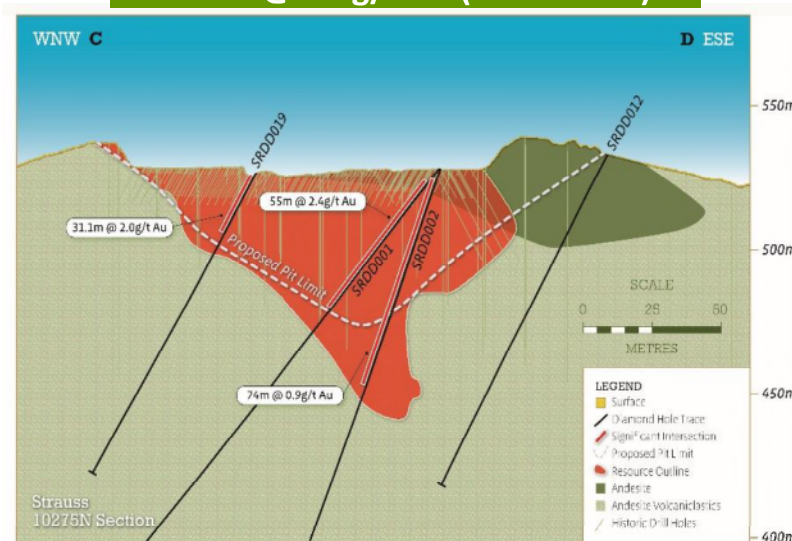 WNW C
D ESE
SRDD019
SRDD012
550m
55m @ 2.4g/t Au
31.1m @ 2.0g/t Au
SRDD001
SRDD002
Proposed Pit Limit
500m
SCALE
0 25 50
METRES
74m @ 0.9g/t Au
450m
LEGEND
Surface
Diamond Hole Trace
Significant Intersection
Proposed Pit Limit
Resource Outline
Andesite
Andesite Volcaniclastics
Historic Drill Holes
Strauss
10275N Section
400m